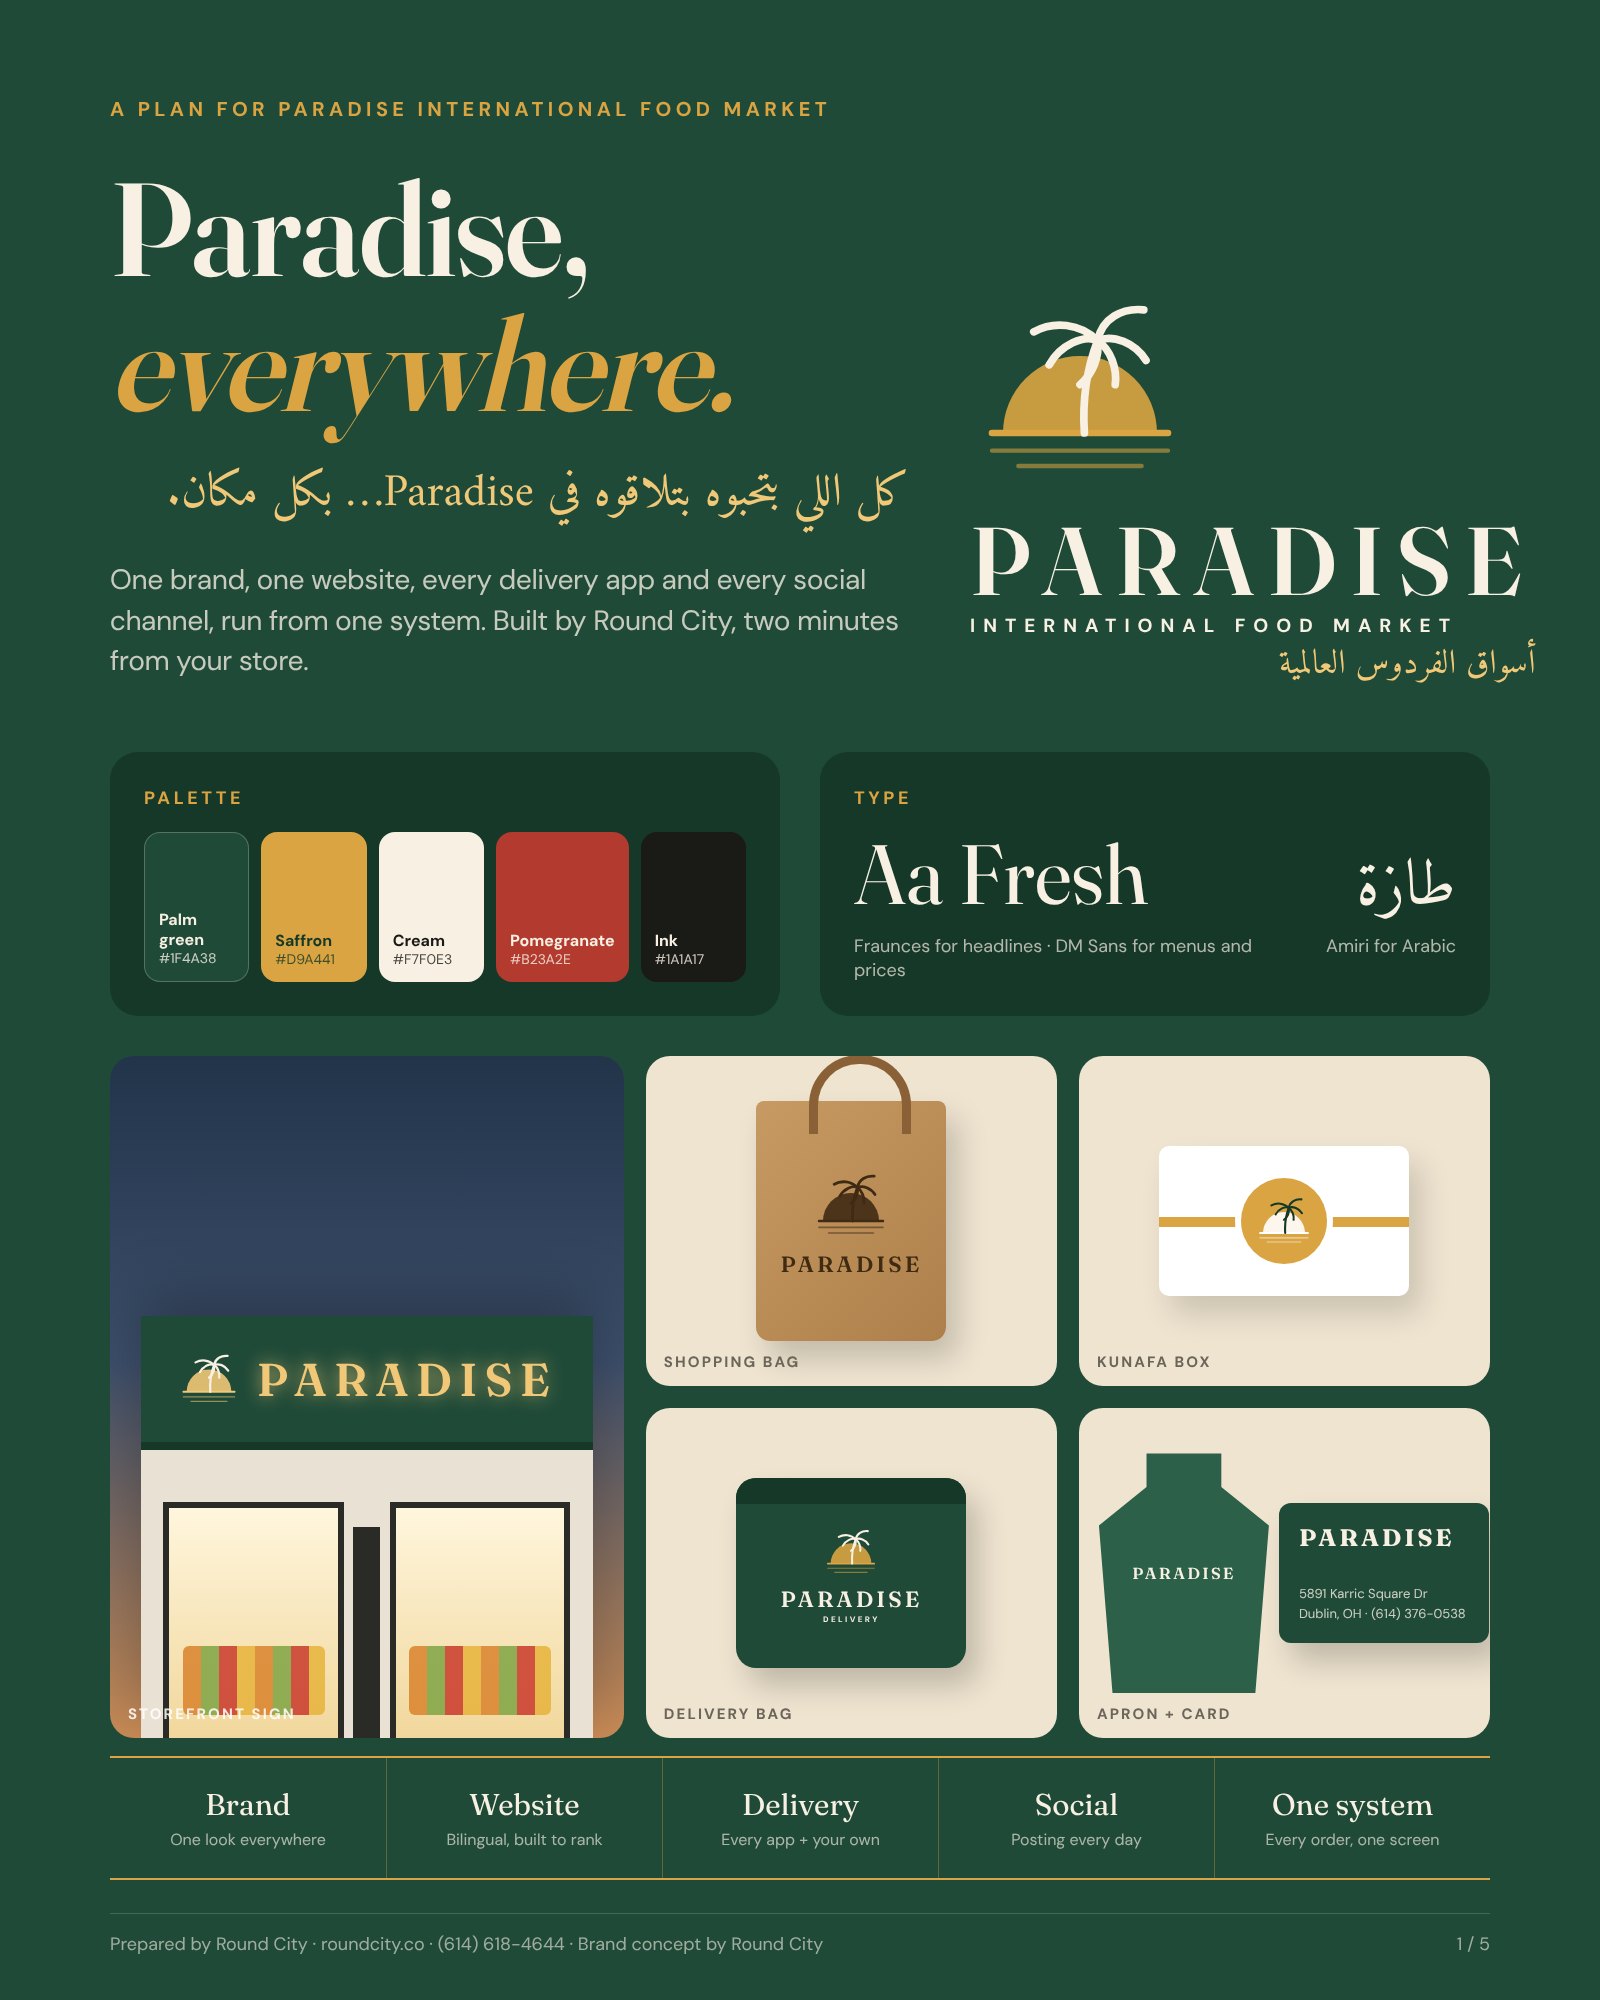 A PLAN FOR PARADISE INTERNATIONAL FOOD MARKET
Paradise,
everywhere.
كل اللي بتحبوه بتلاقوه في Paradise... بكل مكان.
One brand, one website, every delivery app and every social
channel, run from one system. Built by Round City, two minutes
from your store.
PARADISE
INTERNATIONAL FOOD MARKET
أسواق الفردوس العالمية
PALETTE
Palm
green
#1F4A38
Saffron
#D9A441
Cream
#F7F0E3
Pomegranate
#B23A2E
Ink
#1A1A17
TYPE
Aa Fresh
طازة
Fraunces for headlines · DM Sans for menus and
prices
Amiri for Arabic
PARADISE
STOREFRONT SIGN
PARADISE
SHOPPING BAG
KUNAFA BOX
PARADISE
DELIVERY
DELIVERY BAG
PARADISE
PARADISE
5891 Karric Square Dr
Dublin, OH · (614) 376-0538
APRON + CARD
Brand
One look everywhere
Website
Bilingual, built to rank
Delivery
Every app + your own
Social
Posting every day
One system
Every order, one screen
Prepared by Round City · roundcity.co · (614) 618-4644 · Brand concept by Round City
1 / 5